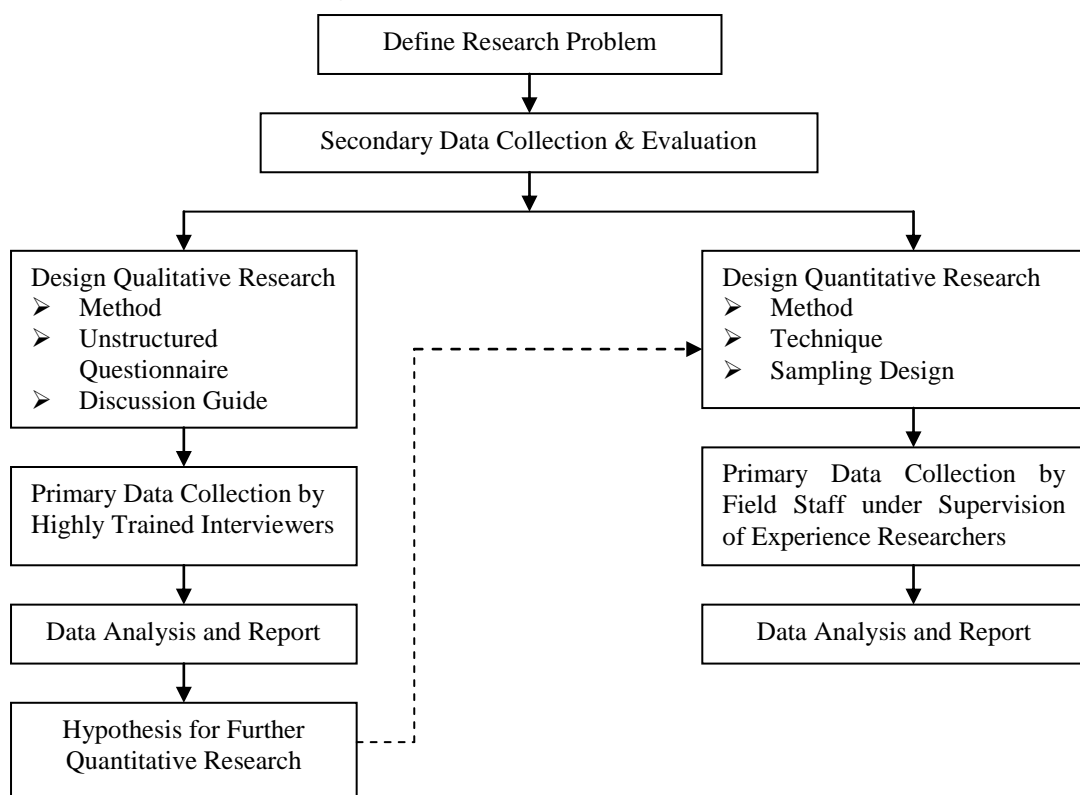 Define Research Problem
Secondary Data Collection & Evaluation
Design Qualitative Research
➢ Method
➢ Unstructured
Questionnaire
➢ Discussion Guide
Design Quantitative Research
➢ Method
➢ Technique
➢ Sampling Design
Primary Data Collection by
Highly Trained Interviewers
Primary Data Collection by
Field Staff under Supervision
of Experience Researchers
Data Analysis and Report
Data Analysis and Report
Hypothesis for Further
Quantitative Research